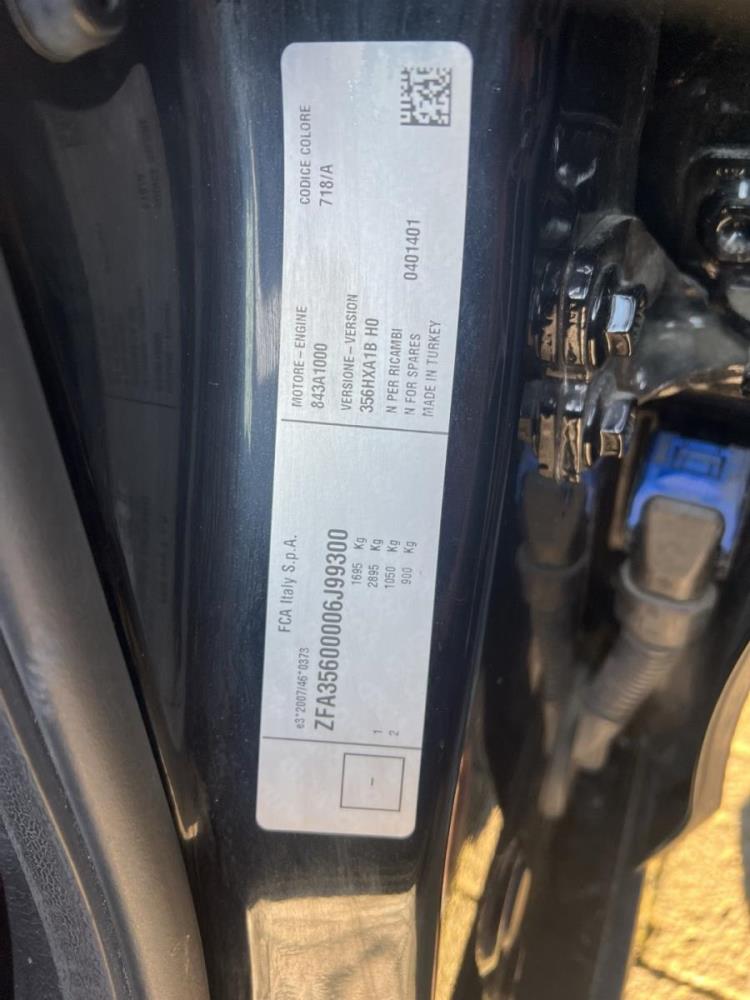 FCA Italy S.p.A.
e3*2007/46*0373
ZFA35600006J99300
1695 Kg
2895 Kg
1 1050 Kg
2 900 Kg
-
MOTORE-ENGINE
843A1000
CODICE COLORE
718/A
VERSIONE-VERSION
356HXA1B H0
N PER RICAMBI
N FOR SPARES 0401401
MADE IN TURKEY